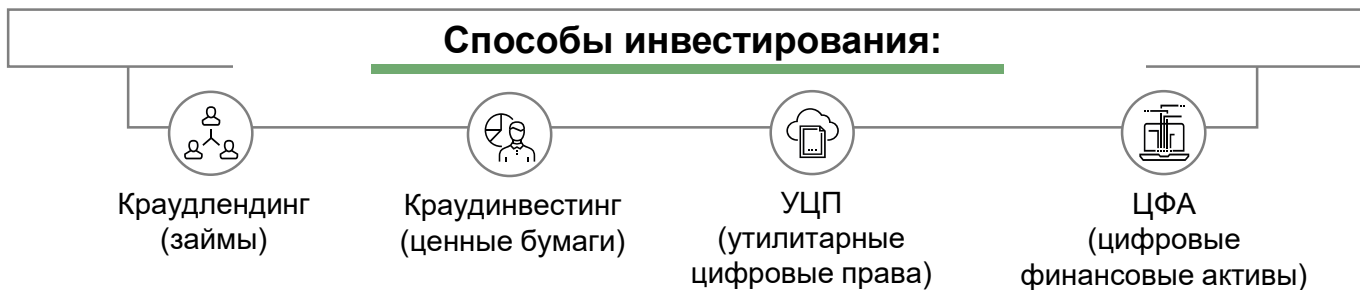 Способы инвестирования:
Краудлендинг
(займы)
Краудинвестинг
(ценные бумаги)
УЦП
(утилитарные
цифровые права)
ЦФА
(цифровые
финансовые активы)